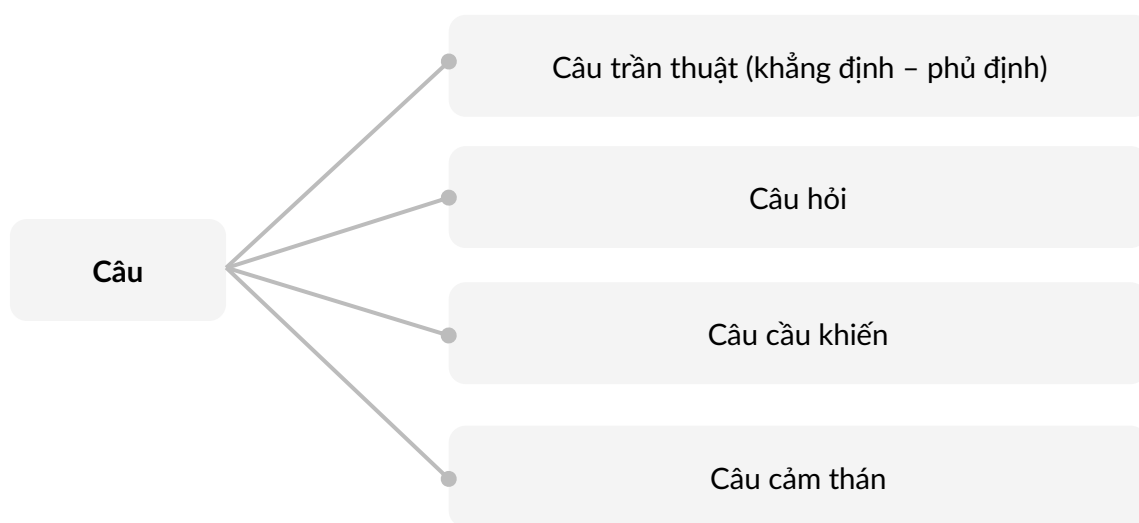 Câu trần thuật (khẳng định – phủ định)
Câu hỏi
Câu
Câu cầu khiến
Câu cảm thán